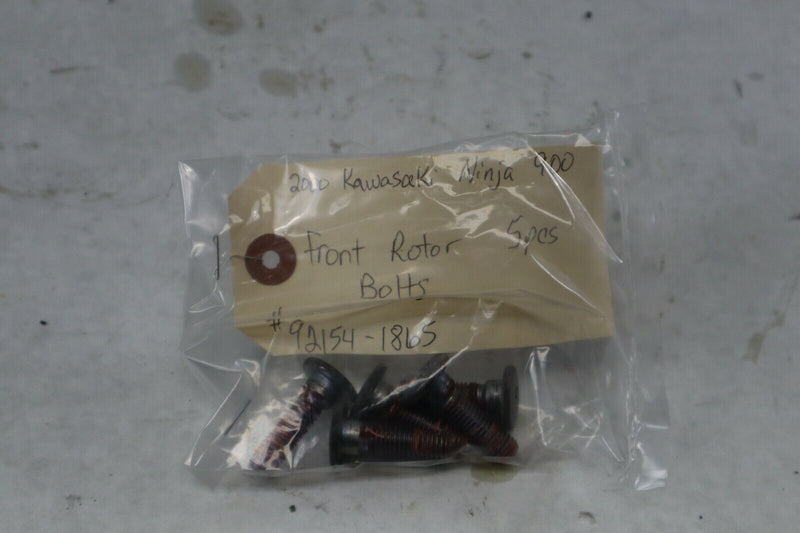 2000 Kawasaki Ninja 900
Front Rotor 5pcs
Bolts
#92154-1865